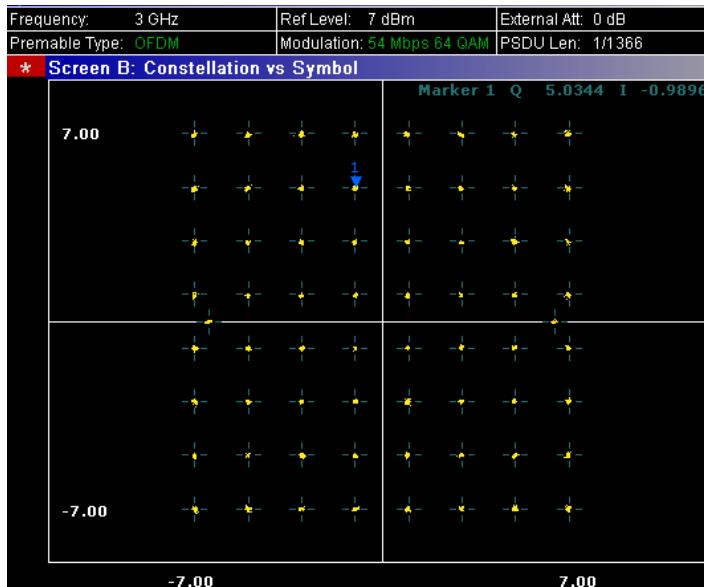 Frequency: 3 GHz Ref Level: 7 dBm External Att: 0 dB
Premable Type: OFDM Modulation: 54 Mbps 64 QAM PSDU Len: 1/1366
* Screen B: Constellation vs Symbol
Marker 1 Q 5.0344 I -0.9896
7.00
1
-7.00
-7.00 7.00